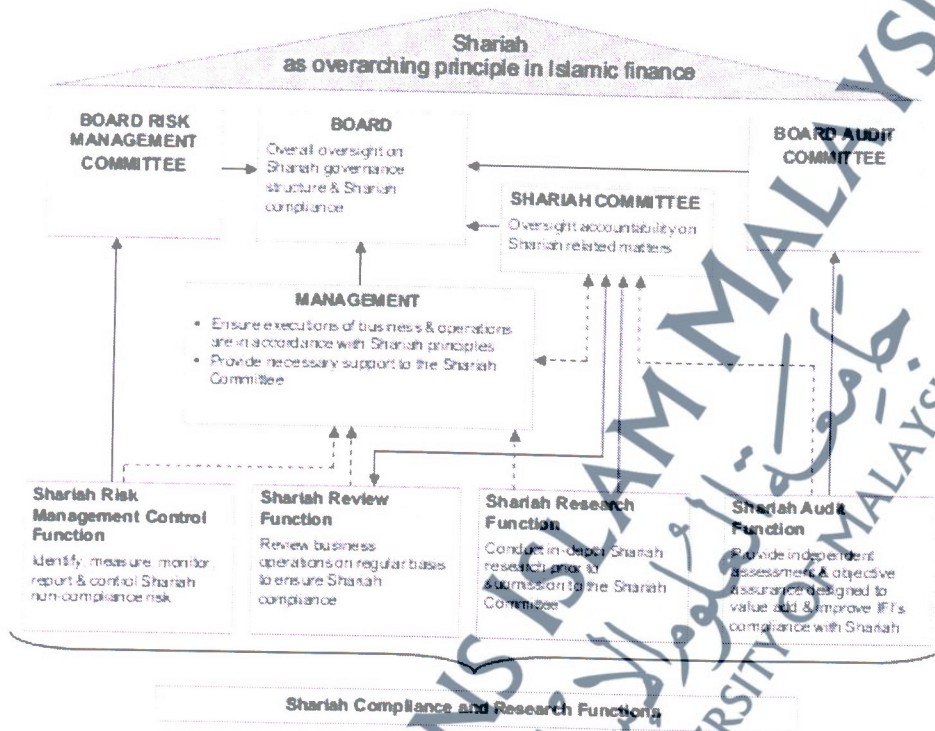 Shariah
as overarching principle in Islamic finance
BOARD RISK
MANAGEMENT
COMMITTEE
BOARD
Overall oversight on
Shariah governance
structure & Shariah
compliance
BOARD AUDIT
COMMITTEE
SHARIAH COMMITTEE
Oversight accountability on
Shariah related matters
MANAGEMENT
• Ensure executions of business & operations
are in accordance with Shariah principles
• Provide necessary support to the Shariah
Committee
Shariah Risk
Management Control
Function
Identify, measure, monitor,
report & control Shariah
non-compliance risk
Shariah Review
Function
Review business
operations on regular basis
to ensure Shariah
compliance
Shariah Research
Function
Conduct in-depth Shariah
research prior to
submission to the Shariah
Committee
Shariah Audit
Function
Provide independent
assessment & objective
assurance designed to
value add & improve IFI's
compliance with Shariah
Shariah Compliance and Research Functions
NS ISLAM MALAYSI
ERSITY OF MALAYSI